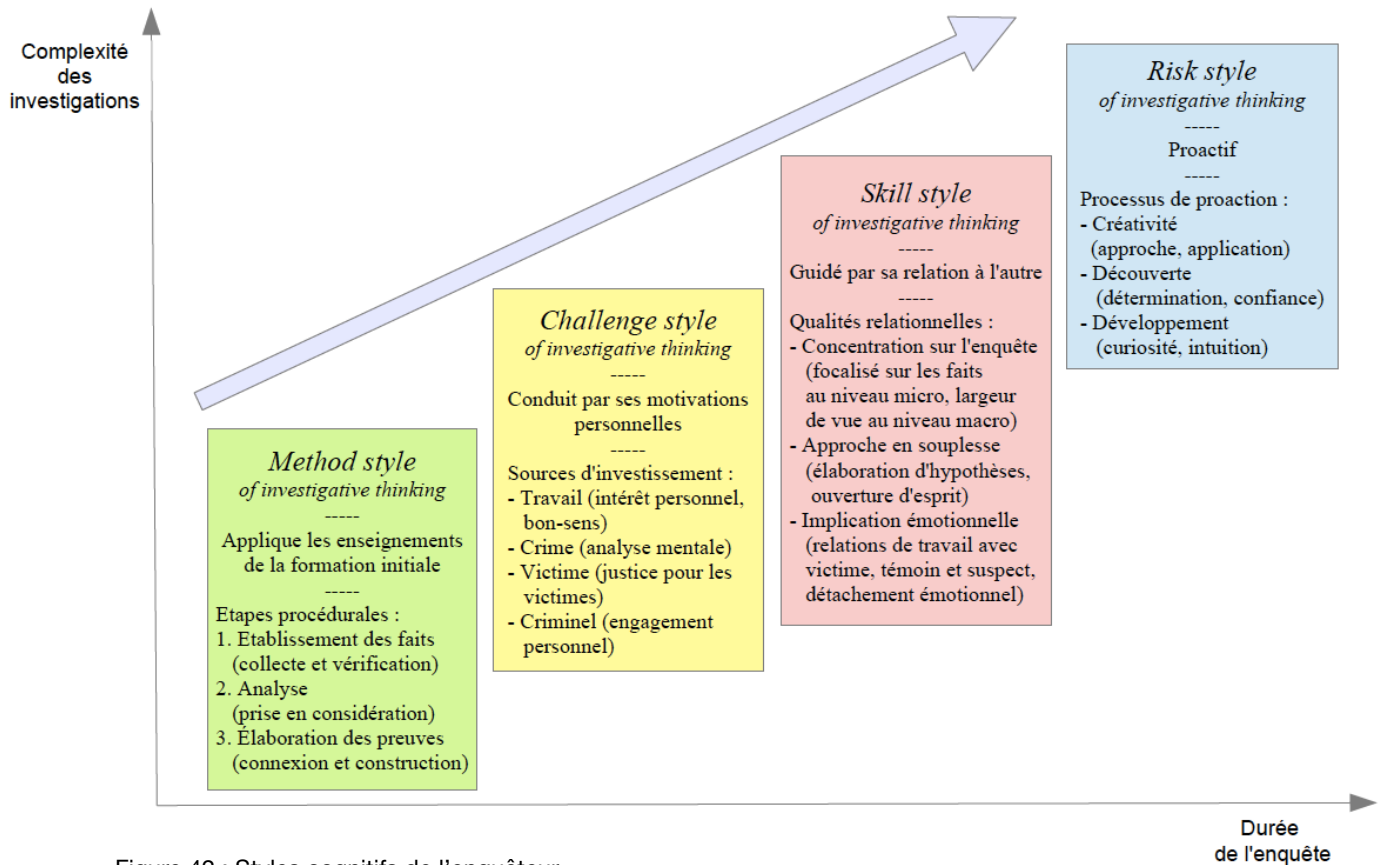 Complexité
des
investigations
Risk style
of investigative thinking
-----
Proactif
-----
Processus de proaction :
- Créativité
(approche, application)
- Découverte
(détermination, confiance)
- Développement
(curiosité, intuition)
Skill style
of investigative thinking
-----
Guidé par sa relation à l'autre
-----
Qualités relationnelles :
- Concentration sur l'enquête
(focalisé sur les faits
au niveau micro, largeur
de vue au niveau macro)
- Approche en souplesse
(élaboration d'hypothèses,
ouverture d'esprit)
- Implication émotionnelle
(relations de travail avec
victime, témoin et suspect,
détachement émotionnel)
Challenge style
of investigative thinking
-----
Conduit par ses motivations
personnelles
-----
Sources d'investissement :
- Travail (intérêt personnel,
bon-sens)
- Crime (analyse mentale)
- Victime (justice pour les
victimes)
- Criminel (engagement
personnel)
Method style
of investigative thinking
-----
Applique les enseignements
de la formation initiale
-----
Etapes procédurales :
1. Etablissement des faits
(collecte et vérification)
2. Analyse
(prise en considération)
3. Élaboration des preuves
(connexion et construction)
Durée
de l'enquête